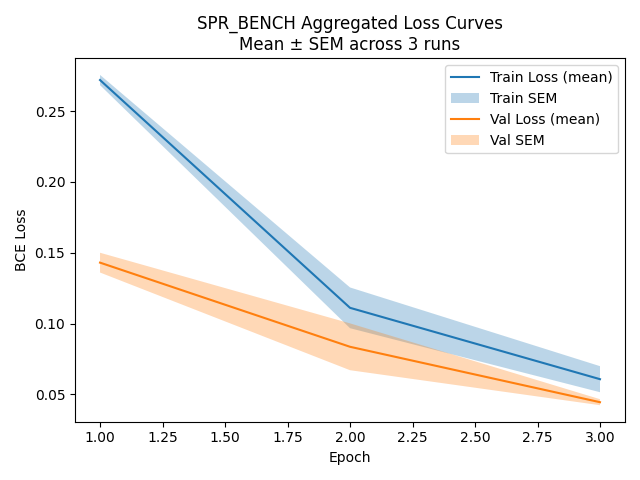 SPR_BENCH Aggregated Loss Curves
Mean ± SEM across 3 runs
Train Loss (mean)
Train SEM
Val Loss (mean)
Val SEM
BCE Loss
0.25
0.20
0.15
0.10
0.05
1.00 1.25 1.50 1.75 2.00 2.25 2.50 2.75 3.00
Epoch